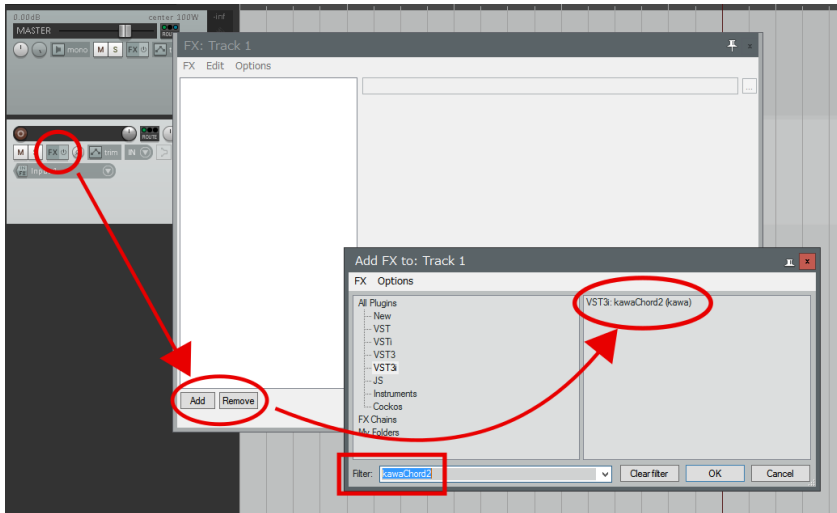 0.00dB center 100W -inf
MASTER
ROUTE
mono M S FX
FX: Track 1
FX Edit Options
...
ROUTE
M S FX trim IN
FX Input
Add Remove
Add FX to: Track 1
FX Options
All Plugins
New
VST
VSTi
VST3
VST3i
JS
Instruments
Cockos
FX Chains
My Folders
VST3i: kawaChord2 (kawa)
Filter: kawaChord2 Clear filter OK Cancel